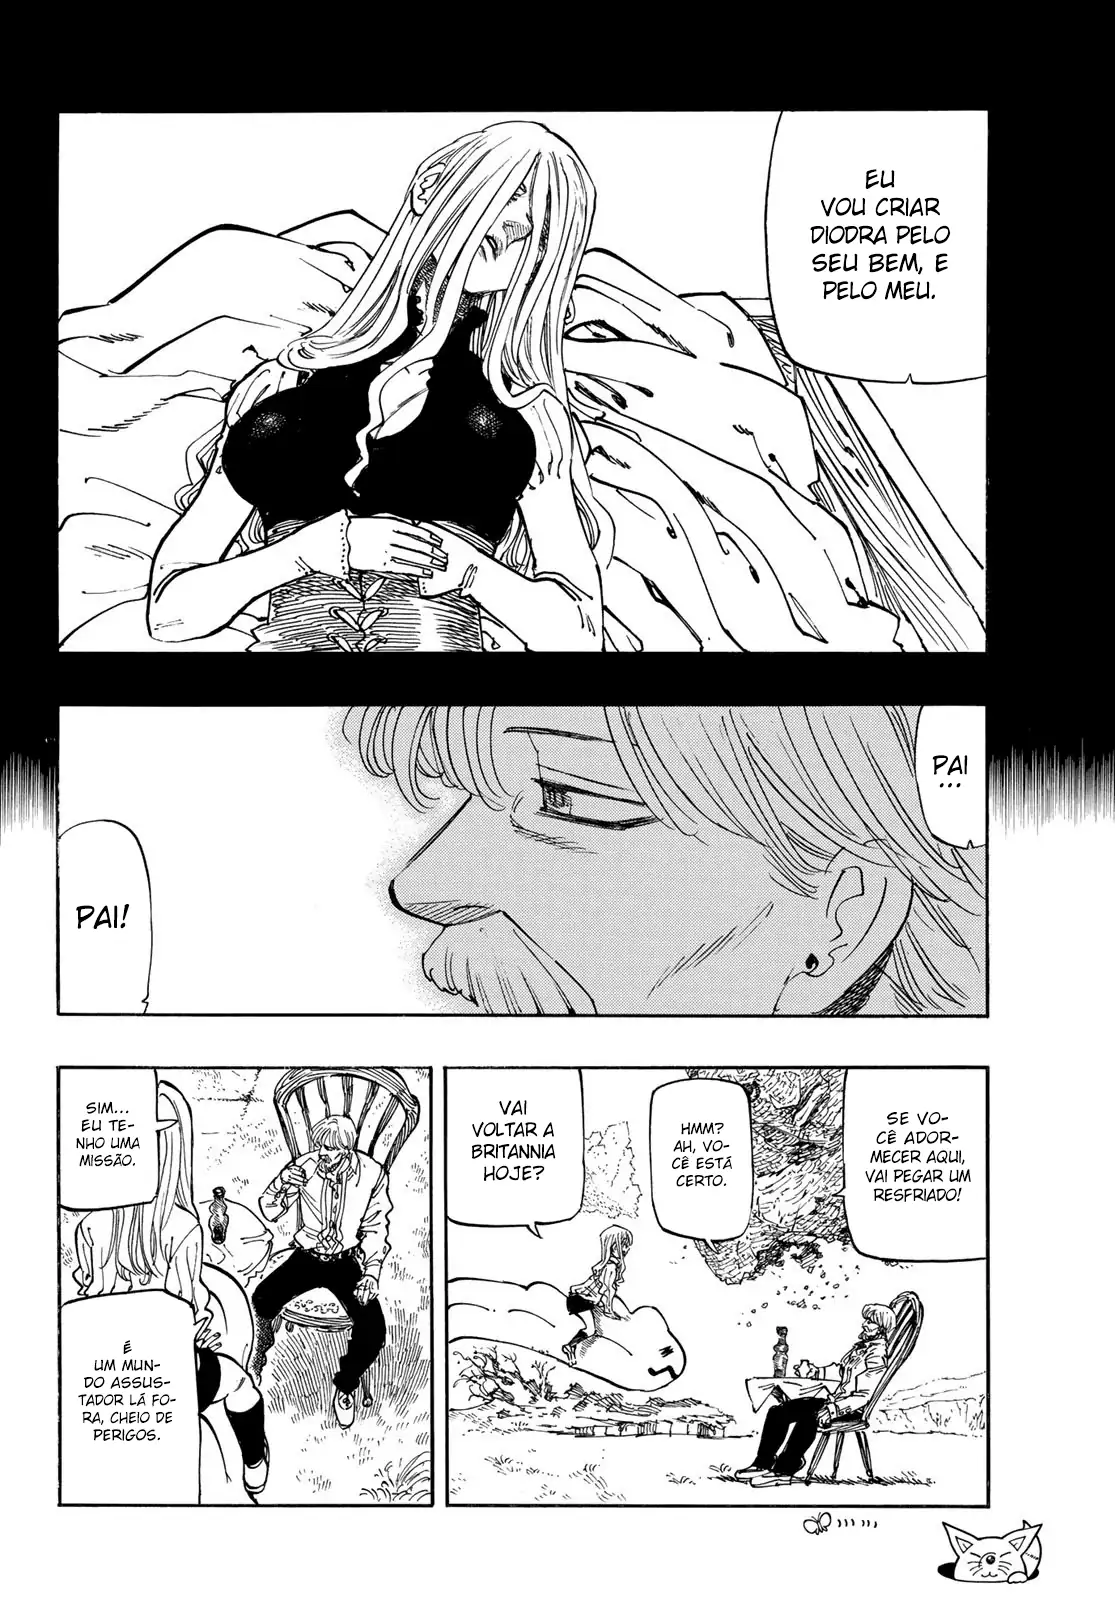 EU
VOU CRIAR
DIODRA PELO
SEU BEM, E
PELO MEU.
PAI
...
PAI!
SE VO-
CÊ ADOR-
MECER AQUI,
VAI PEGAR UM
RESFRIADO!
HMM?
AH, VO-
CÊ ESTÁ
CERTO.
VAI
VOLTAR A
BRITANNIA
HOJE?
SIM...
EU TE-
NHO UMA
MISSÃO.
É
UM MUN-
DO ASSUS-
TADOR LÁ FO-
RA, CHEIO DE
PERIGOS.